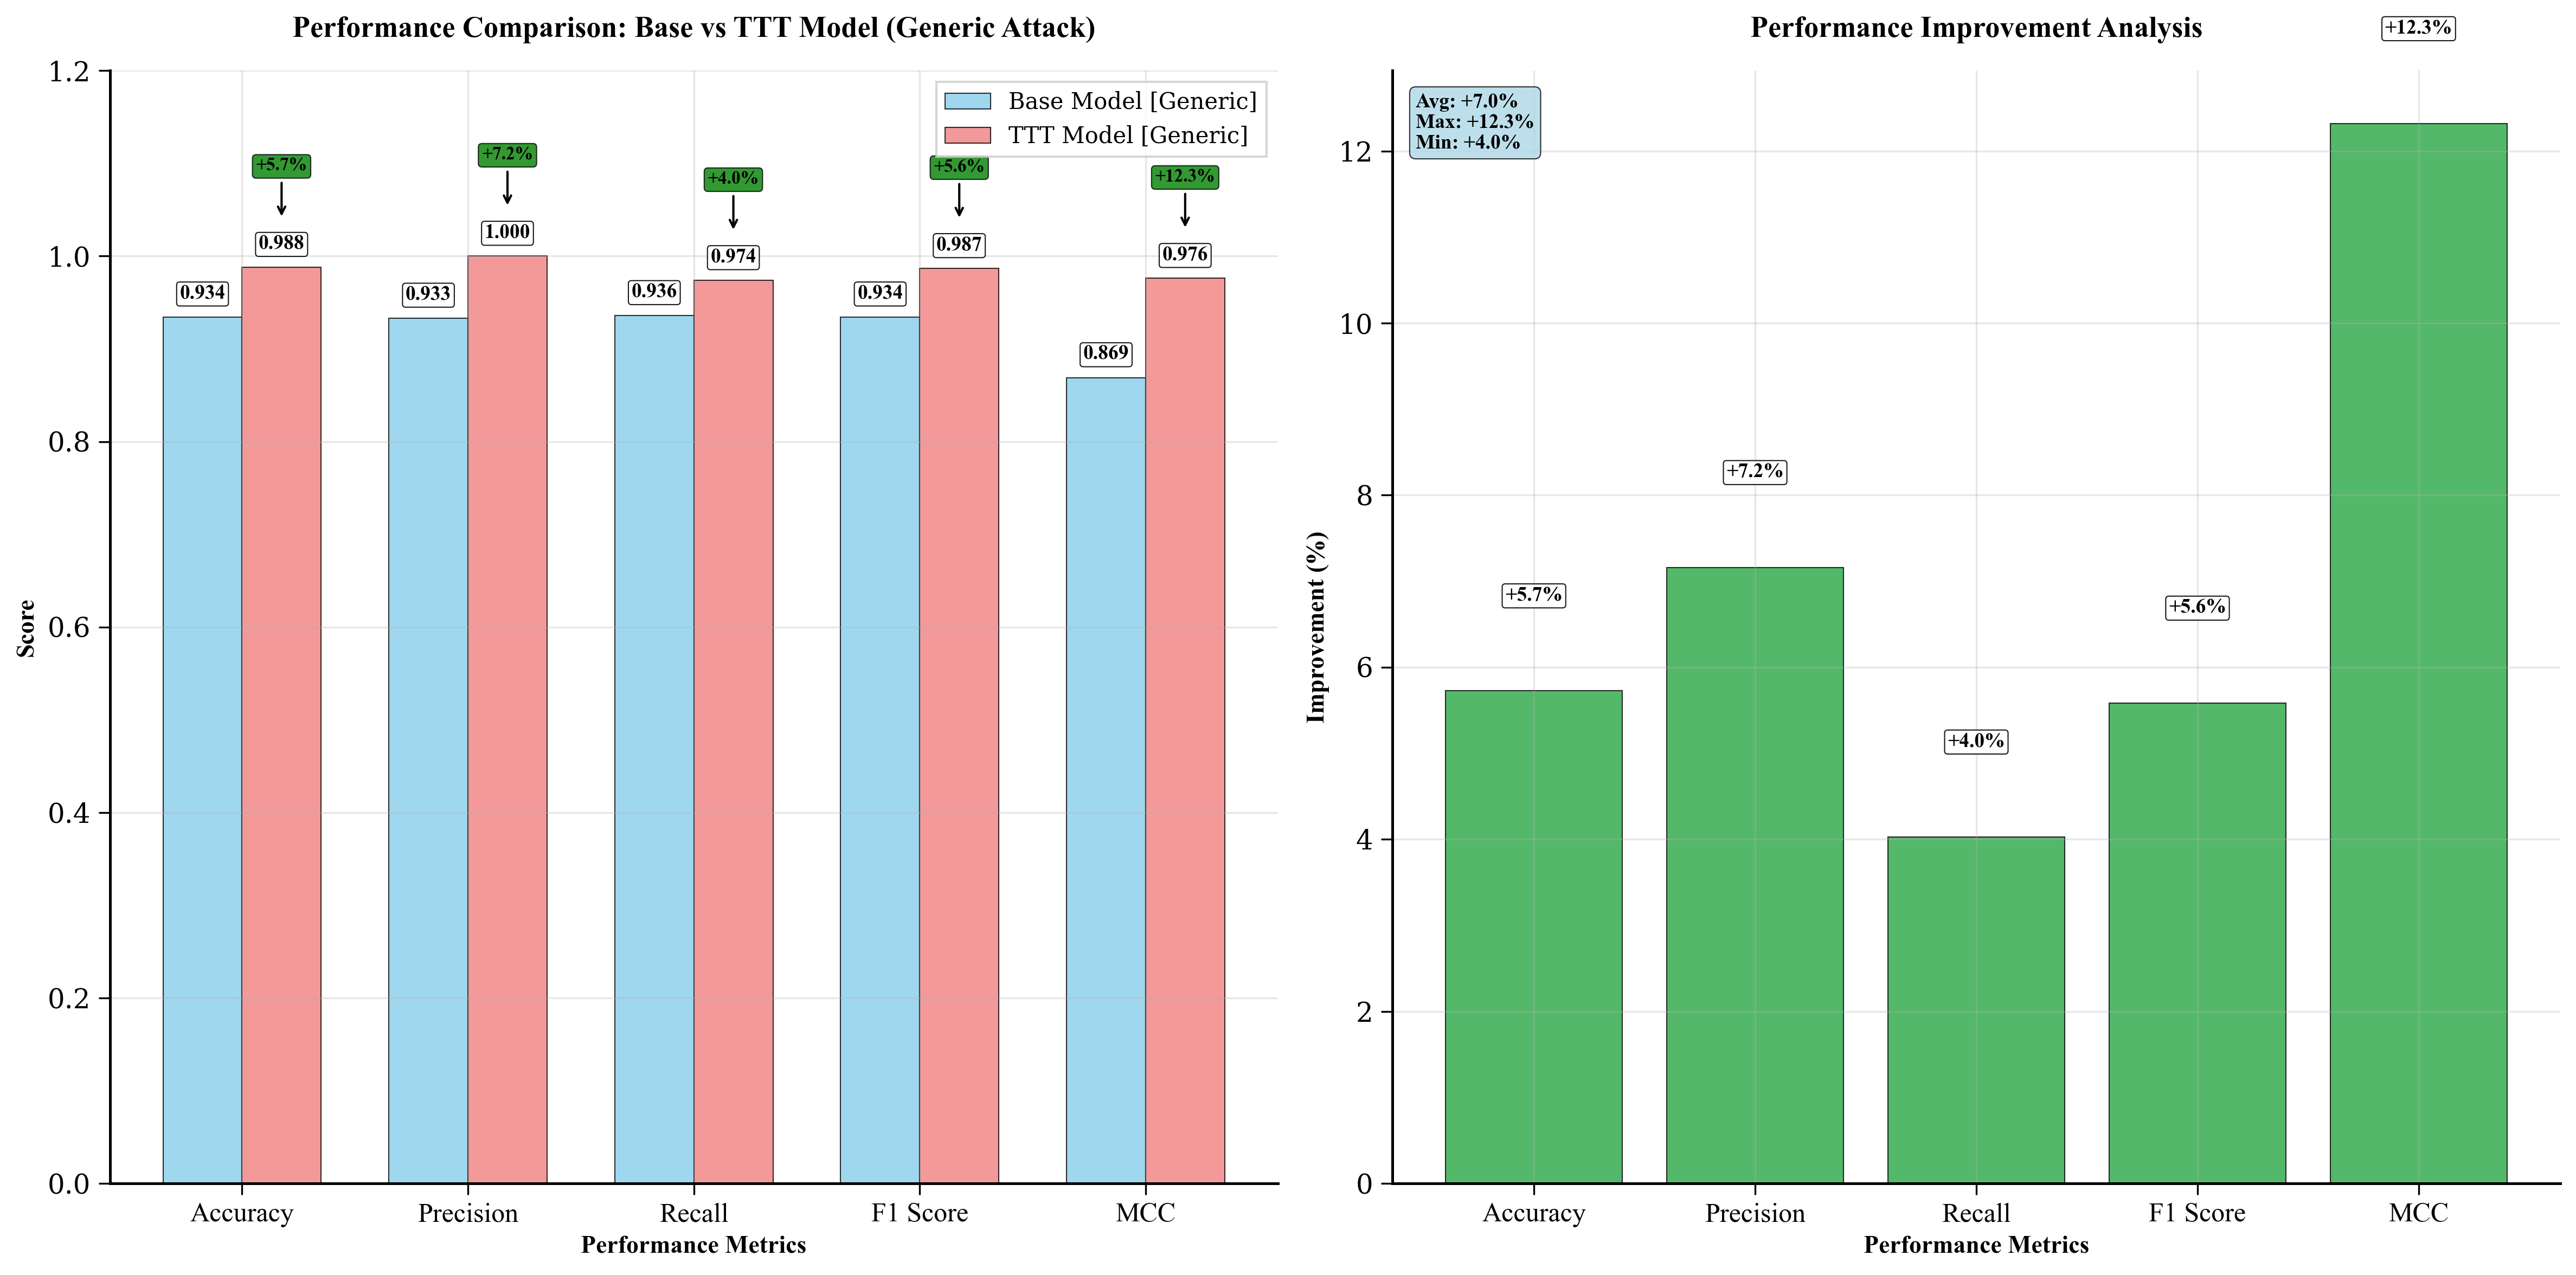 Performance Comparison: Base vs TTT Model (Generic Attack)
Base Model [Generic]
TTT Model [Generic]
+5.7%
+7.2%
+4.0%
+5.6%
+12.3%
0.934
0.988
0.933
1.000
0.936
0.974
0.934
0.987
0.869
0.976
1.2
1.0
0.8
0.6
0.4
0.2
0.0
Score
Accuracy
Precision
Recall
F1 Score
MCC
Performance Metrics
Performance Improvement Analysis
Avg: +7.0%
Max: +12.3%
Min: +4.0%
+5.7%
+7.2%
+4.0%
+5.6%
+12.3%
12
10
8
6
4
2
0
Improvement (%)
Accuracy
Precision
Recall
F1 Score
MCC
Performance Metrics